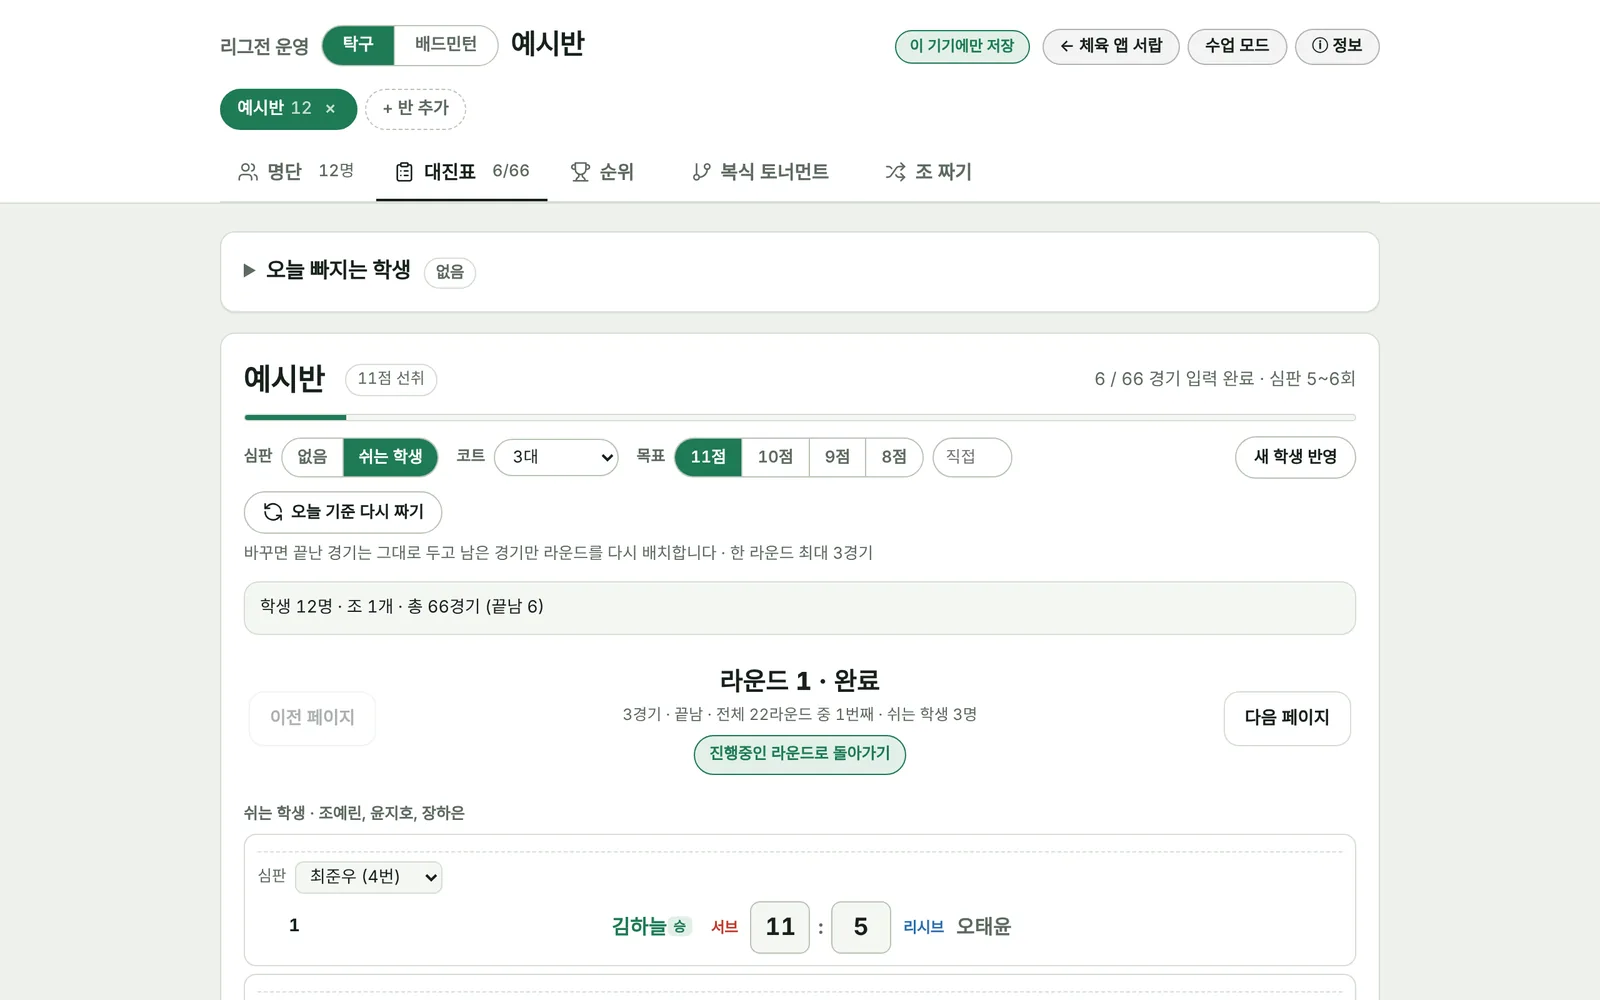 리그전 운영 탁구 배드민턴 예시반 이 기기에만 저장 ← 체육 앱 서랍 수업 모드 ⓘ 정보
예시반 12 × + 반 추가
명단 12명 대진표 6/66 순위 복식 토너먼트 조 짜기
▶ 오늘 빠지는 학생 없음
예시반 11점 선취 6 / 66 경기 입력 완료 · 심판 5~6회
심판 없음 쉬는 학생 코트 3대 목표 11점 10점 9점 8점 직접 새 학생 반영
오늘 기준 다시 짜기
바꾸면 끝난 경기는 그대로 두고 남은 경기만 라운드를 다시 배치합니다 · 한 라운드 최대 3경기
학생 12명 · 조 1개 · 총 66경기 (끝남 6)
라운드 1 · 완료
3경기 · 끝남 · 전체 22라운드 중 1번째 · 쉬는 학생 3명
이전 페이지 다음 페이지
진행중인 라운드로 돌아가기
쉬는 학생 · 조예린, 윤지호, 장하은
심판 최준우 (4번)
1 김하늘 승 서브 11 : 5 리시브 오태윤